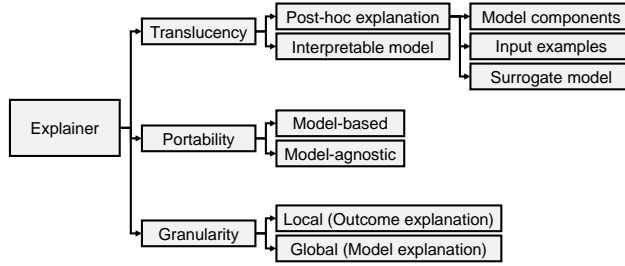 Explainer
Translucency
Post-hoc explanation
Interpretable model
Model components
Input examples
Surrogate model
Portability
Model-based
Model-agnostic
Granularity
Local (Outcome explanation)
Global (Model explanation)